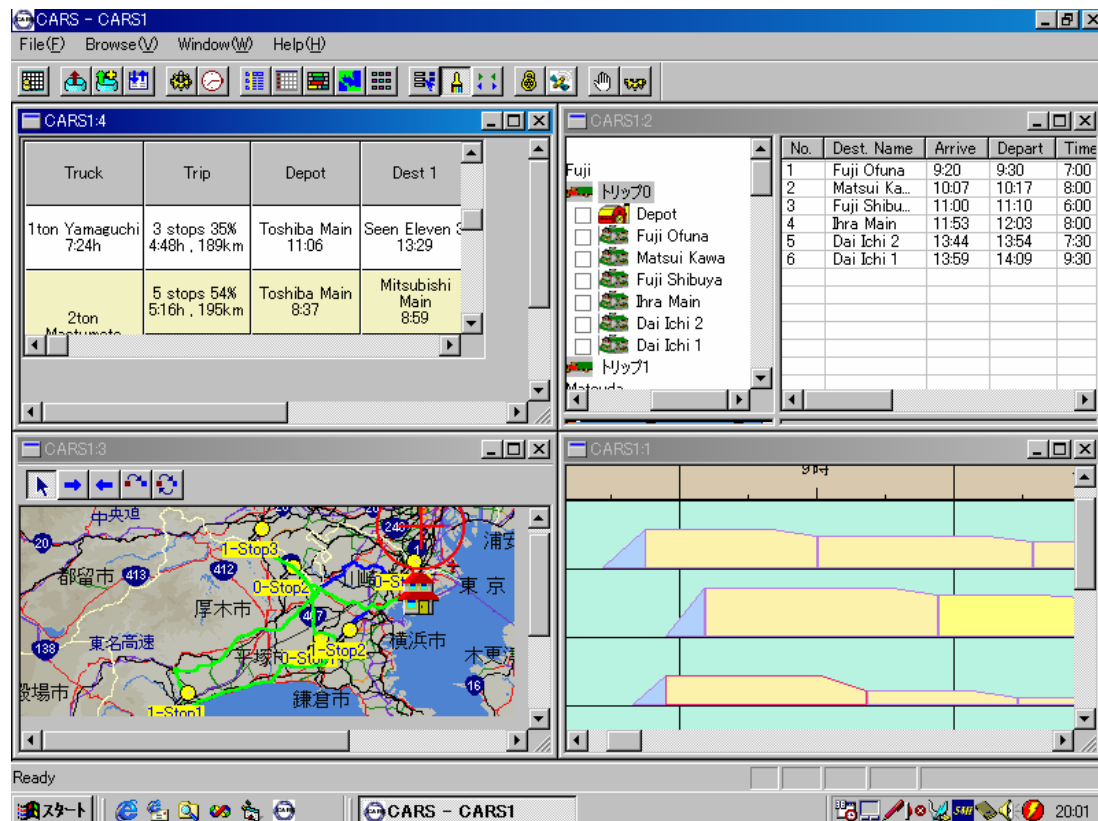 CARS - CARS1
File(F) Browse(V) Window(W) Help(H)
CARS1:4
Truck Trip Depot Dest 1
1ton Yamaguchi 3 stops 35% Toshiba Main Seen Eleven
7:24h 4:48h , 189km 11:06 13:29
5 stops 54% Toshiba Main Mitsubishi
2ton 5:16h , 195km 8:37 Main
8:59
CARS1:2
Fuji
トリップ0
Depot
Fuji Ofuna
Matsui Kawa
Fuji Shibuya
Ihra Main
Dai Ichi 2
Dai Ichi 1
トリップ1
No. Dest. Name Arrive Depart Time
1 Fuji Ofuna 9:20 9:30 7:00
2 Matsui Ka... 10:07 10:17 8:00
3 Fuji Shibu... 11:00 11:10 6:00
4 Ihra Main 11:53 12:03 8:00
5 Dai Ichi 2 13:44 13:54 7:30
6 Dai Ichi 1 13:59 14:09 9:30
CARS1:3
中央道
20
246
1
浦安
1-Stop3
都留市 413
412
0-Stop2
川崎
東京
厚木市
467
138
東名高速
横浜市
平塚市
1-Stop2
木更
16
鎌倉市
1-Stop1
CARS1:1
9時
Ready
スタート
CARS - CARS1
20:01